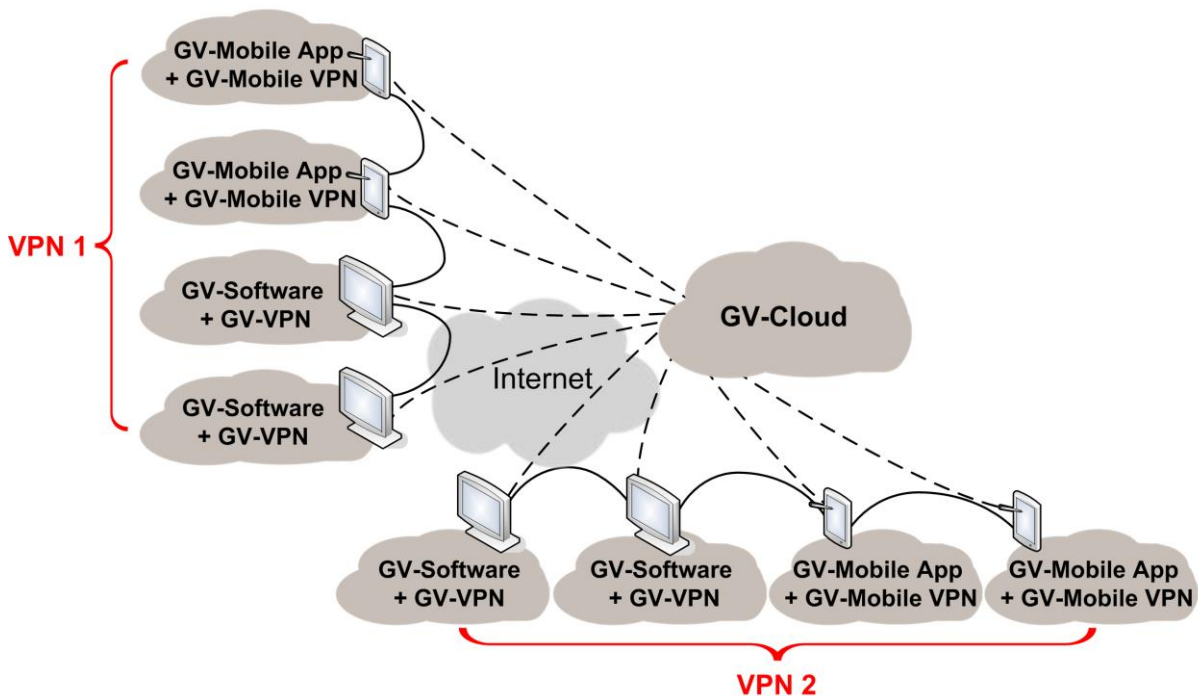 GV-Mobile App
+ GV-Mobile VPN
GV-Mobile App
+ GV-Mobile VPN
VPN 1
GV-Software
+ GV-VPN
GV-Cloud
Internet
GV-Software
+ GV-VPN
GV-Software
+ GV-VPN
GV-Software
+ GV-VPN
GV-Mobile App
+ GV-Mobile VPN
GV-Mobile App
+ GV-Mobile VPN
VPN 2